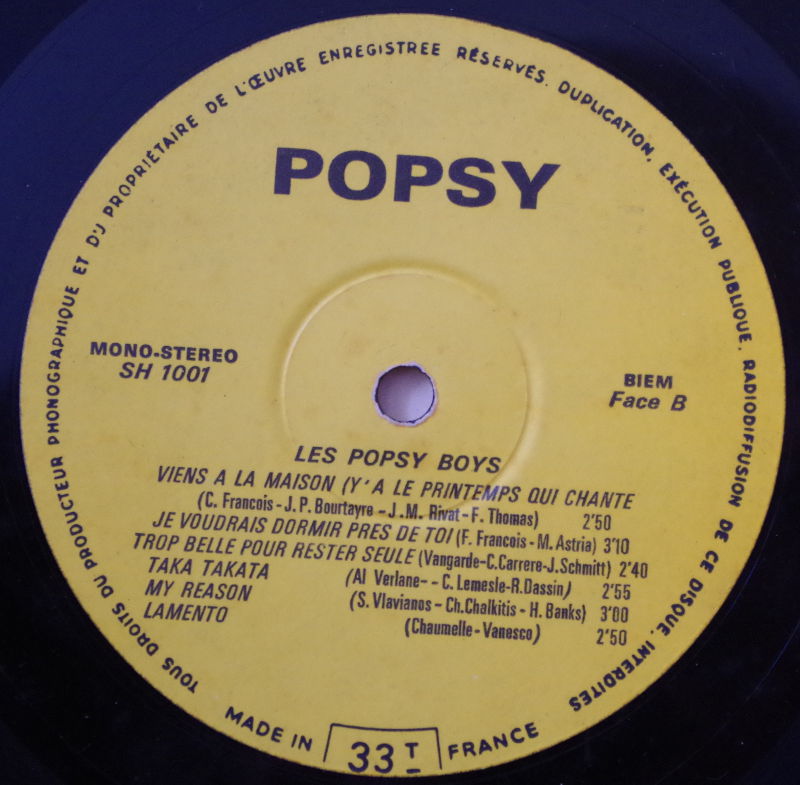 POPSY
MONO-STEREO
SH 1001
BIEM
Face B
LES POPSY BOYS
VIENS A LA MAISON (Y'A LE PRINTEMPS QUI CHANTE
(C. Francois - J.P. Bourtayre - J.M. Rivat - F. Thomas) 2'50
JE VOUDRAIS DORMIR PRES DE TOI (F. Francois - M. Astria) 3'10
TROP BELLE POUR RESTER SEULE (Vangarde-C.Carrere-J.Schmitt) 2'40
TAKA TAKATA (Al Verlane-- C. Lemesle-R.Dassin) 2'55
MY REASON (S. Vlavianos - Ch.Chalkitis - H. Banks) 3'00
LAMENTO (Chaumelle - Vanesco) 2'50
TOUS DROITS DU PRODUCTEUR PHONOGRAPHIQUE ET D'J PROPRIÉTAIRE DE L'ŒUVRE ENREGISTREE RÉSERVÉS. DUPLICATION, EXÉCUTION PUBLIQUE, RADIODIFFUSION DE CE DISQUE, INTERDITES
MADE IN 33 T FRANCE